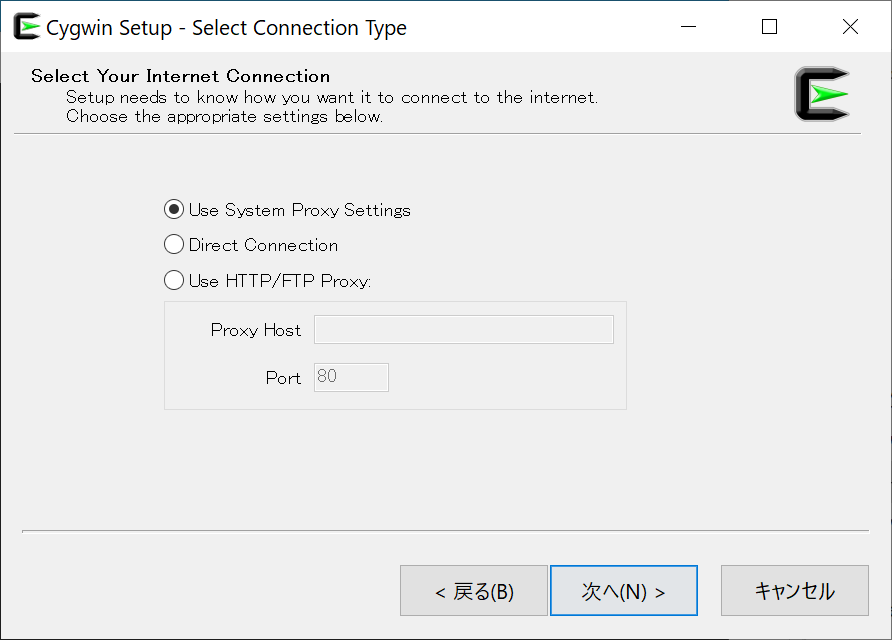 Cygwin Setup - Select Connection Type
Select Your Internet Connection
Setup needs to know how you want it to connect to the internet.
Choose the appropriate settings below.
Use System Proxy Settings
Direct Connection
Use HTTP/FTP Proxy:
Proxy Host
Port 80
< 戻る(B) 次へ(N) > キャンセル